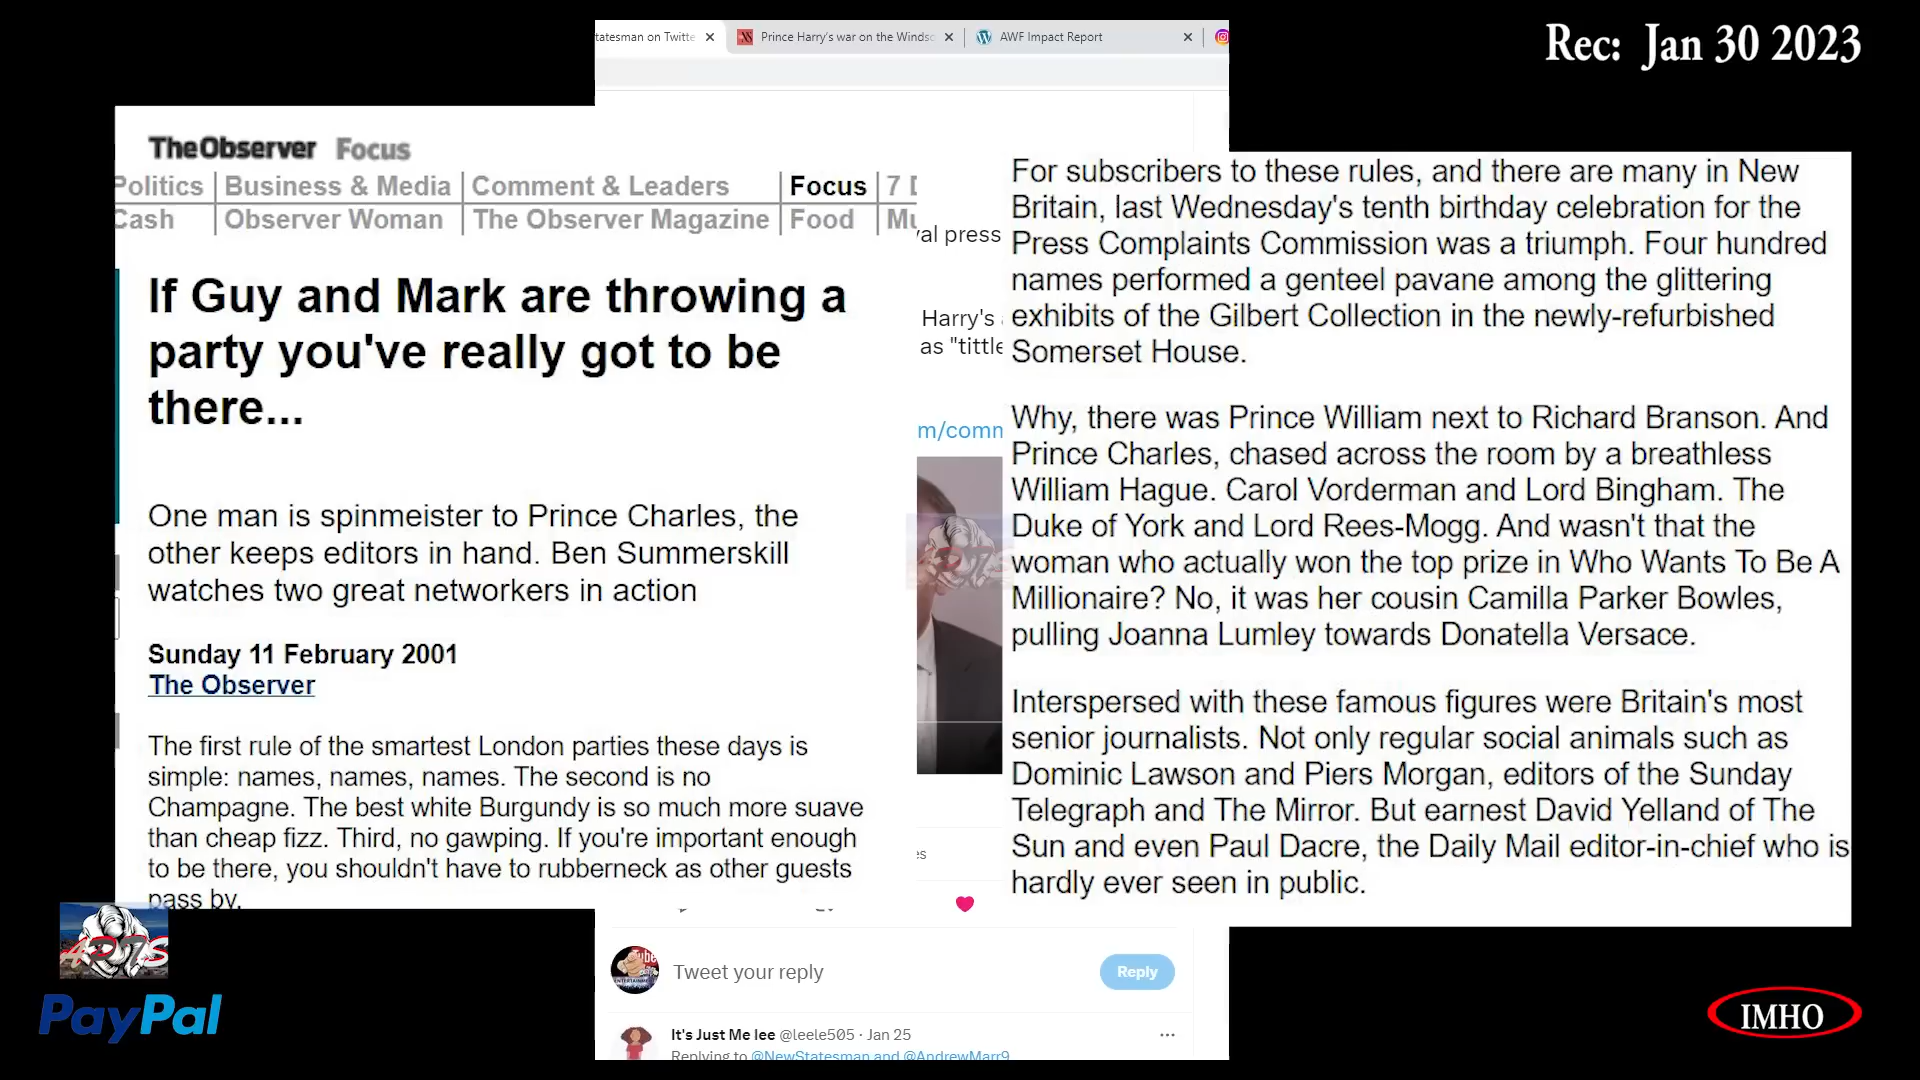 Rec: Jan 30 2023
tatesman on Twitte
Prince Harry's war on the Windsc
AWF Impact Report
TheObserver Focus
Politics
Business & Media
Comment & Leaders
Focus
7 D
Cash
Observer Woman
The Observer Magazine
Food
Mu
If Guy and Mark are throwing a
party you've really got to be
there...
One man is spinmeister to Prince Charles, the
other keeps editors in hand. Ben Summerskill
watches two great networkers in action
Sunday 11 February 2001
The Observer
The first rule of the smartest London parties these days is
simple: names, names, names. The second is no
Champagne. The best white Burgundy is so much more suave
than cheap fizz. Third, no gawping. If you're important enough
to be there, you shouldn't have to rubberneck as other guests
pass by.
val press
Harry's
as "tittle
m/comm
es
For subscribers to these rules, and there are many in New
Britain, last Wednesday's tenth birthday celebration for the
Press Complaints Commission was a triumph. Four hundred
names performed a genteel pavane among the glittering
exhibits of the Gilbert Collection in the newly-refurbished
Somerset House.
Why, there was Prince William next to Richard Branson. And
Prince Charles, chased across the room by a breathless
William Hague. Carol Vorderman and Lord Bingham. The
Duke of York and Lord Rees-Mogg. And wasn't that the
woman who actually won the top prize in Who Wants To Be A
Millionaire? No, it was her cousin Camilla Parker Bowles,
pulling Joanna Lumley towards Donatella Versace.
Interspersed with these famous figures were Britain's most
senior journalists. Not only regular social animals such as
Dominic Lawson and Piers Morgan, editors of the Sunday
Telegraph and The Mirror. But earnest David Yelland of The
Sun and even Paul Dacre, the Daily Mail editor-in-chief who is
hardly ever seen in public.
Tweet your reply
Reply
It's Just Me lee @leele505 · Jan 25
Replying to @NewStatesman and @AndrewMarr9
PayPal
IMHO